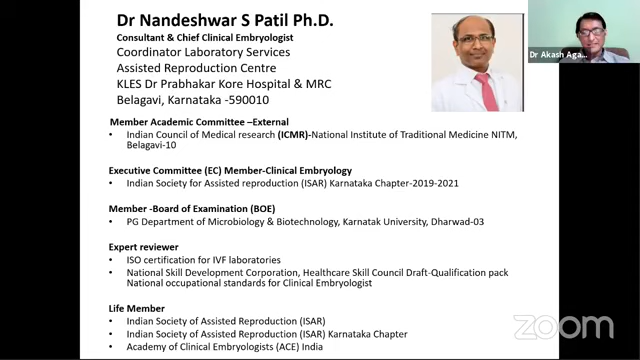 Dr Nandeshwar S Patil Ph.D.
Consultant & Chief Clinical Embryologist
Coordinator Laboratory Services
Assisted Reproduction Centre
KLES Dr Prabhakar Kore Hospital & MRC
Belagavi, Karnataka -590010
Dr Akash Aga...
Member Academic Committee –External
• Indian Council of Medical research (ICMR)-National Institute of Traditional Medicine NITM,
Belagavi-10
Executive Committee (EC) Member-Clinical Embryology
• Indian Society for Assisted reproduction (ISAR) Karnataka Chapter-2019-2021
Member -Board of Examination (BOE)
• PG Department of Microbiology & Biotechnology, Karnatak University, Dharwad-03
Expert reviewer
• ISO certification for IVF laboratories
• National Skill Development Corporation, Healthcare Skill Council Draft-Qualification pack
National occupational standards for Clinical Embryologist
Life Member
• Indian Society of Assisted Reproduction (ISAR)
• Indian Society of Assisted Reproduction (ISAR) Karnataka Chapter
• Academy of Clinical Embryologists (ACE) India
zoom